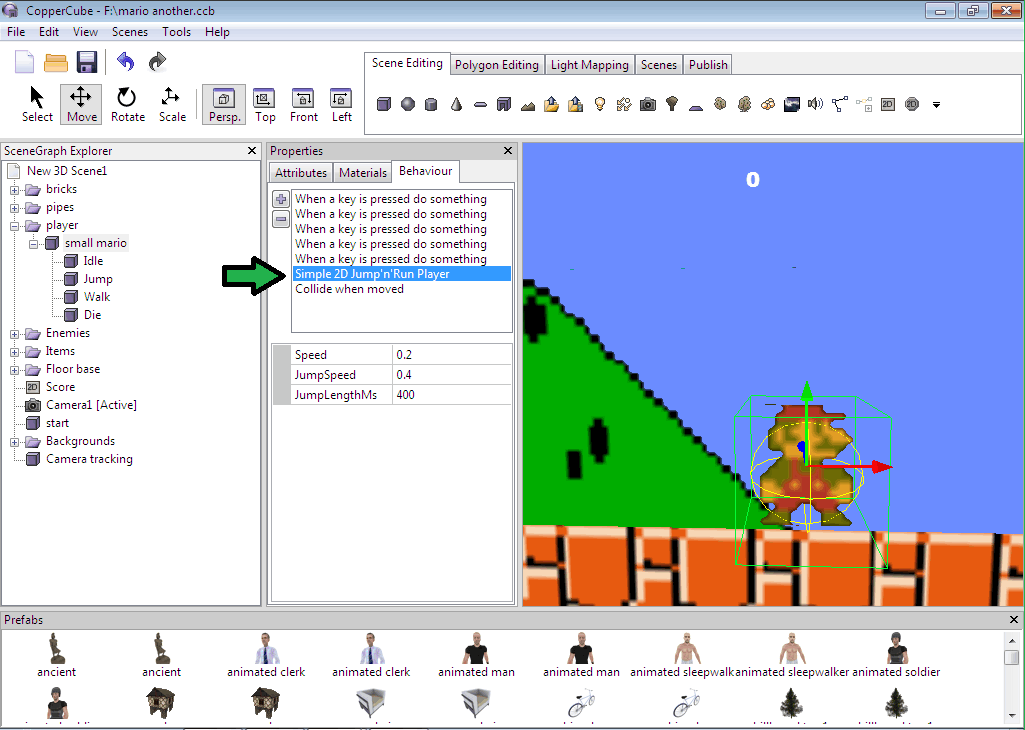 CopperCube - F:\mario another.ccb
File Edit View Scenes Tools Help
Scene Editing Polygon Editing Light Mapping Scenes Publish
Select Move Rotate Scale Persp. Top Front Left
2D 2D
SceneGraph Explorer
New 3D Scene1
bricks
pipes
player
small mario
Idle
Jump
Walk
Die
Enemies
Items
Floor base
2D Score
Camera1 [Active]
start
Backgrounds
Camera tracking
Properties
Attributes Materials Behaviour
When a key is pressed do something
When a key is pressed do something
When a key is pressed do something
When a key is pressed do something
When a key is pressed do something
Simple 2D Jump'n'Run Player
Collide when moved
Speed 0.2
JumpSpeed 0.4
JumpLengthMs 400
0
Prefabs
ancient ancient animated clerk animated clerk animated man animated man animated sleepwalk animated sleepwalker animated soldier